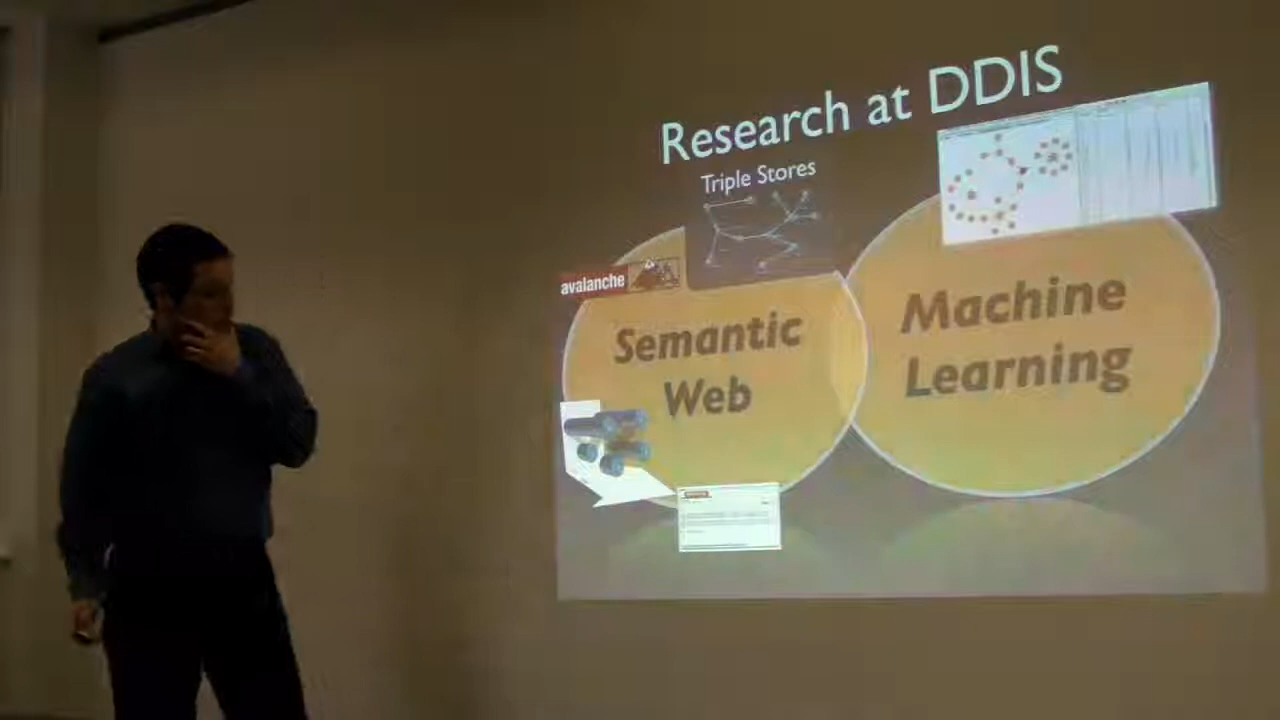 Research at DDIS
Triple Stores
avalanche
Semantic
Web
Machine
Learning